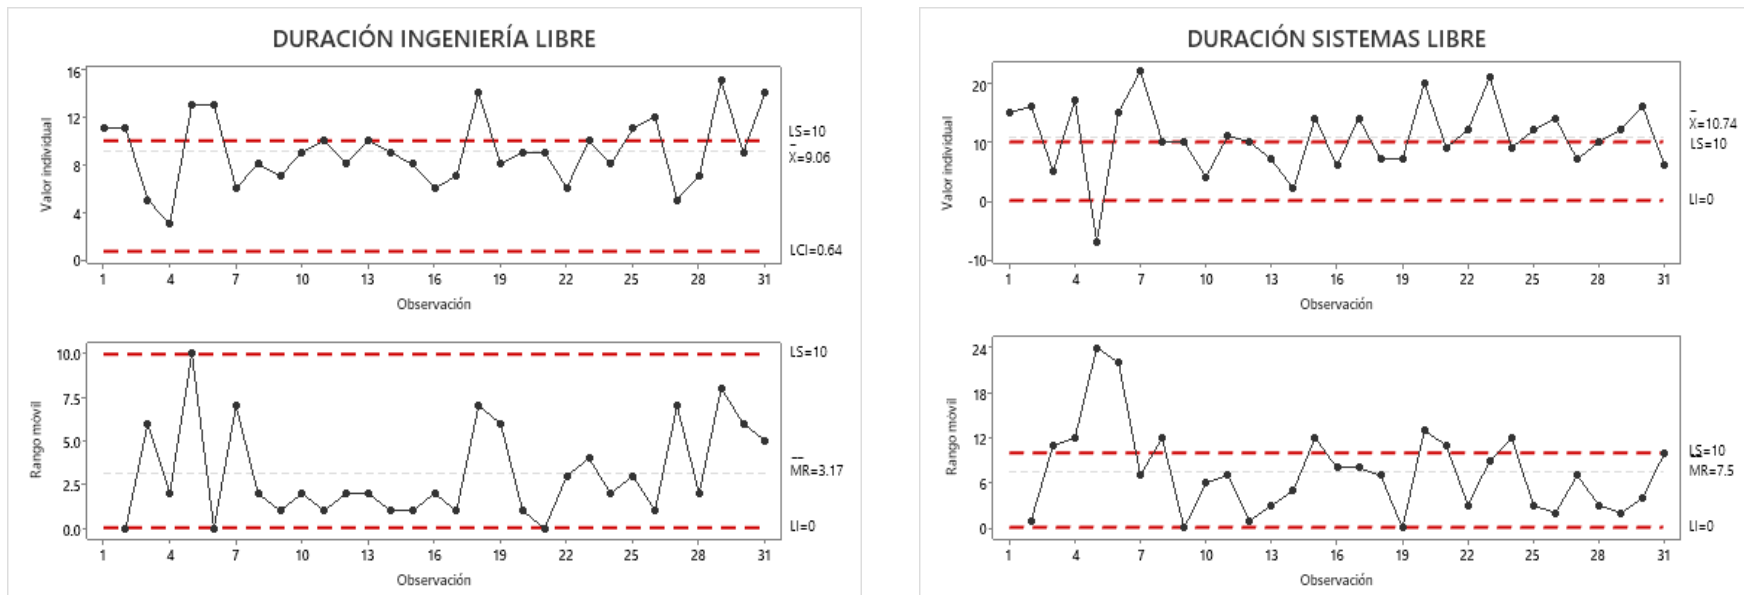 DURACIÓN INGENIERÍA LIBRE
Valor individual
16
12
8
4
0
LS=10
X=9.06
LCI=0.64
1 4 7 10 13 16 19 22 25 28 31
Observación
Rango móvil
10.0
7.5
5.0
2.5
0.0
LS=10
MR=3.17
LI=0
1 4 7 10 13 16 19 22 25 28 31
Observación
DURACIÓN SISTEMAS LIBRE
Valor individual
20
10
0
-10
X=10.74
LS=10
LI=0
1 4 7 10 13 16 19 22 25 28 31
Observación
Rango móvil
24
18
12
6
0
LS=10
MR=7.5
LI=0
1 4 7 10 13 16 19 22 25 28 31
Observación